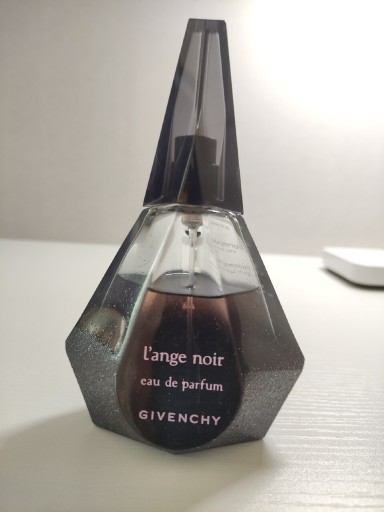 l'ange noir
eau de parfum
GIVENCHY